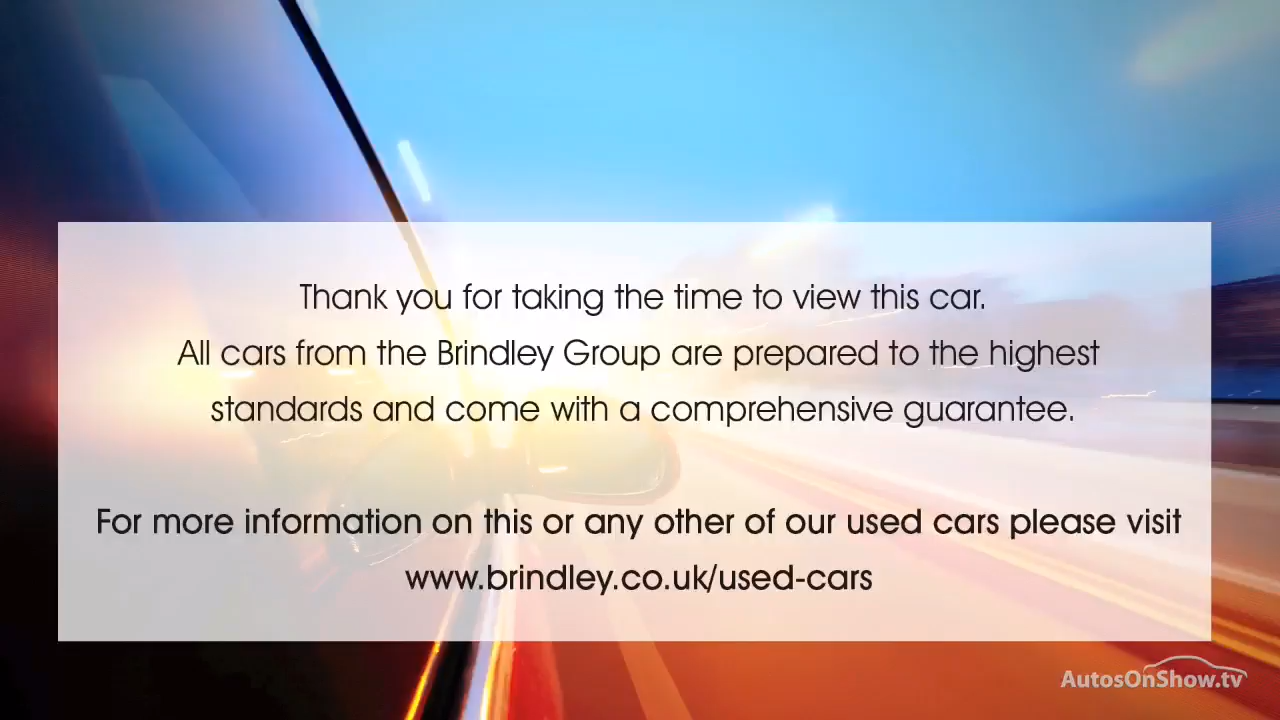 Thank you for taking the time to view this car.
All cars from the Brindley Group are prepared to the highest
standards and come with a comprehensive guarantee.
For more information on this or any other of our used cars please visit
www.brindley.co.uk/used-cars
AutosOnShow.tv